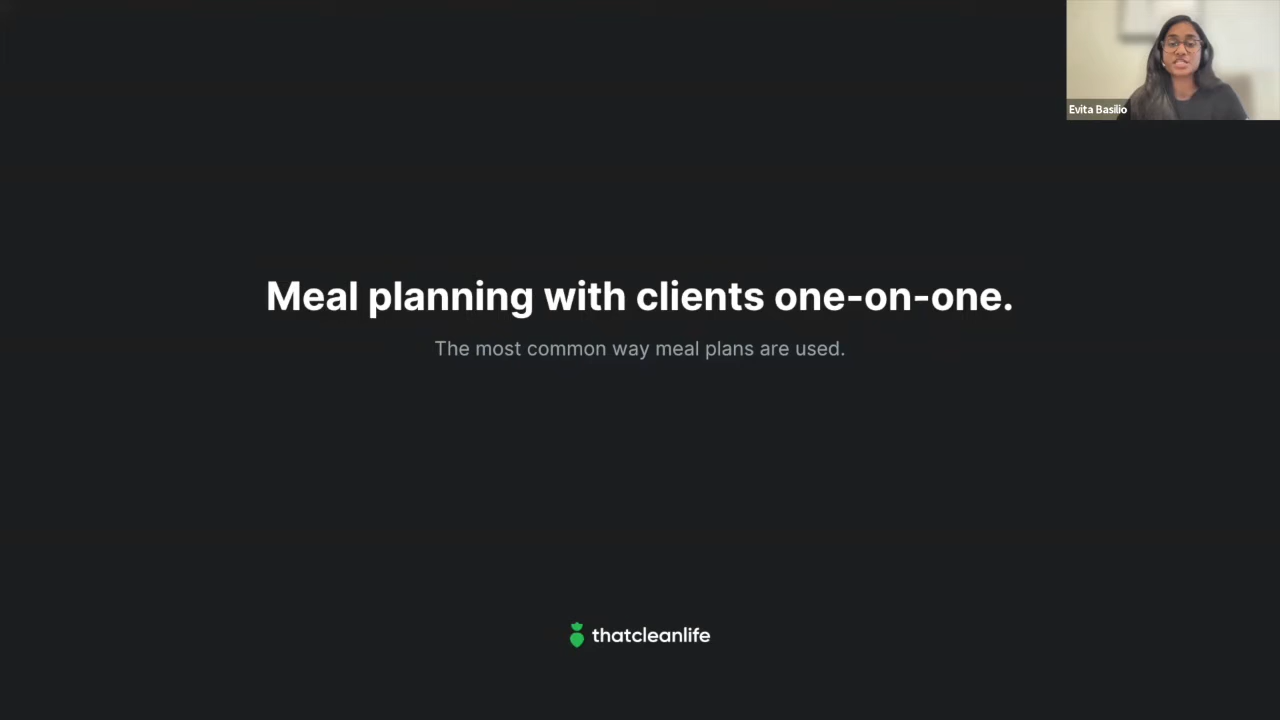 Evita Basilio
Meal planning with clients one-on-one.
The most common way meal plans are used.
thatcleanlife